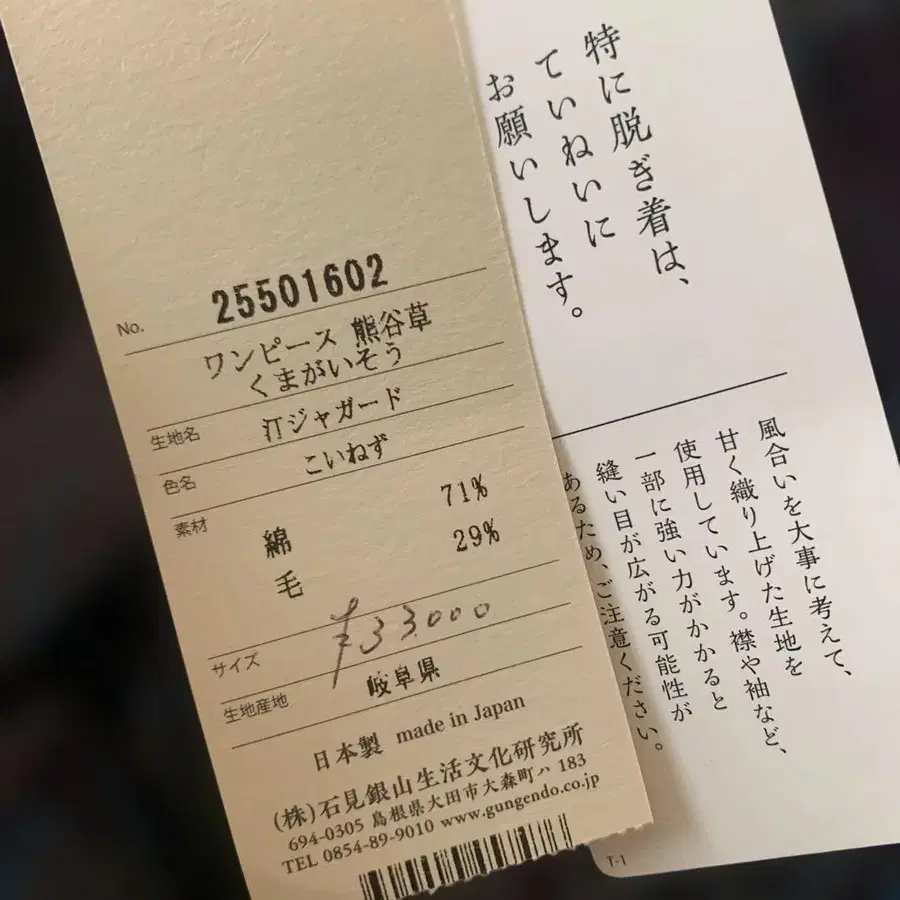 No. 25501602
ワンピース 熊谷草
くまがいそう
生地名 汀ジャガード
色名 こいねず
素材
綿 71%
毛 29%
サイズ ¥33.000
生地産地 岐阜県
日本製 made in Japan
(株)石見銀山生活文化研究所
694-0305 島根県大田市大森町ハ 183
TEL 0854-89-9010 www.gungendo.co.jp
特に脱ぎ着は、
ていねいに
お願いします。
風合いを大事に考えて、
甘く織り上げた生地を
使用しています。襟や袖など、
一部に強い力がかかると
縫い目が広がる可能性が
あるため、ご注意ください。
T-1